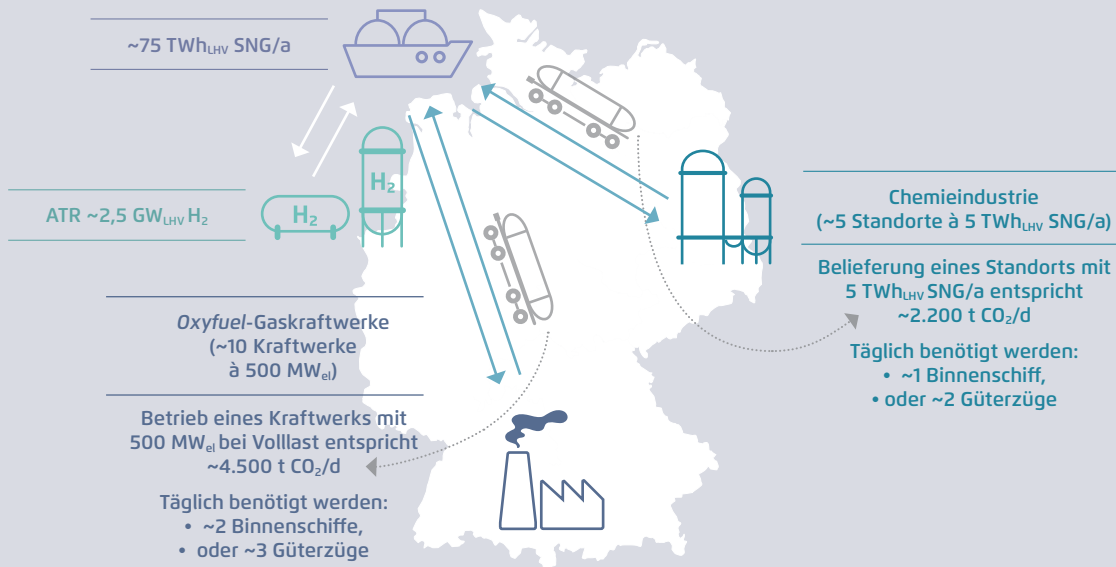 ~75 TWhLHV SNG/a
H₂
H₂
ATR ~2,5 GWLHV H₂
Chemieindustrie
(~5 Standorte à 5 TWhLHV SNG/a)
Belieferung eines Standorts mit
5 TWhLHV SNG/a entspricht
~2.200 t CO₂/d
Täglich benötigt werden:
• ~1 Binnenschiff,
• oder ~2 Güterzüge
Oxyfuel-Gaskraftwerke
(~10 Kraftwerke
à 500 MWel)
Betrieb eines Kraftwerks mit
500 MWel bei Volllast entspricht
~4.500 t CO₂/d
Täglich benötigt werden:
• ~2 Binnenschiffe,
• oder ~3 Güterzüge